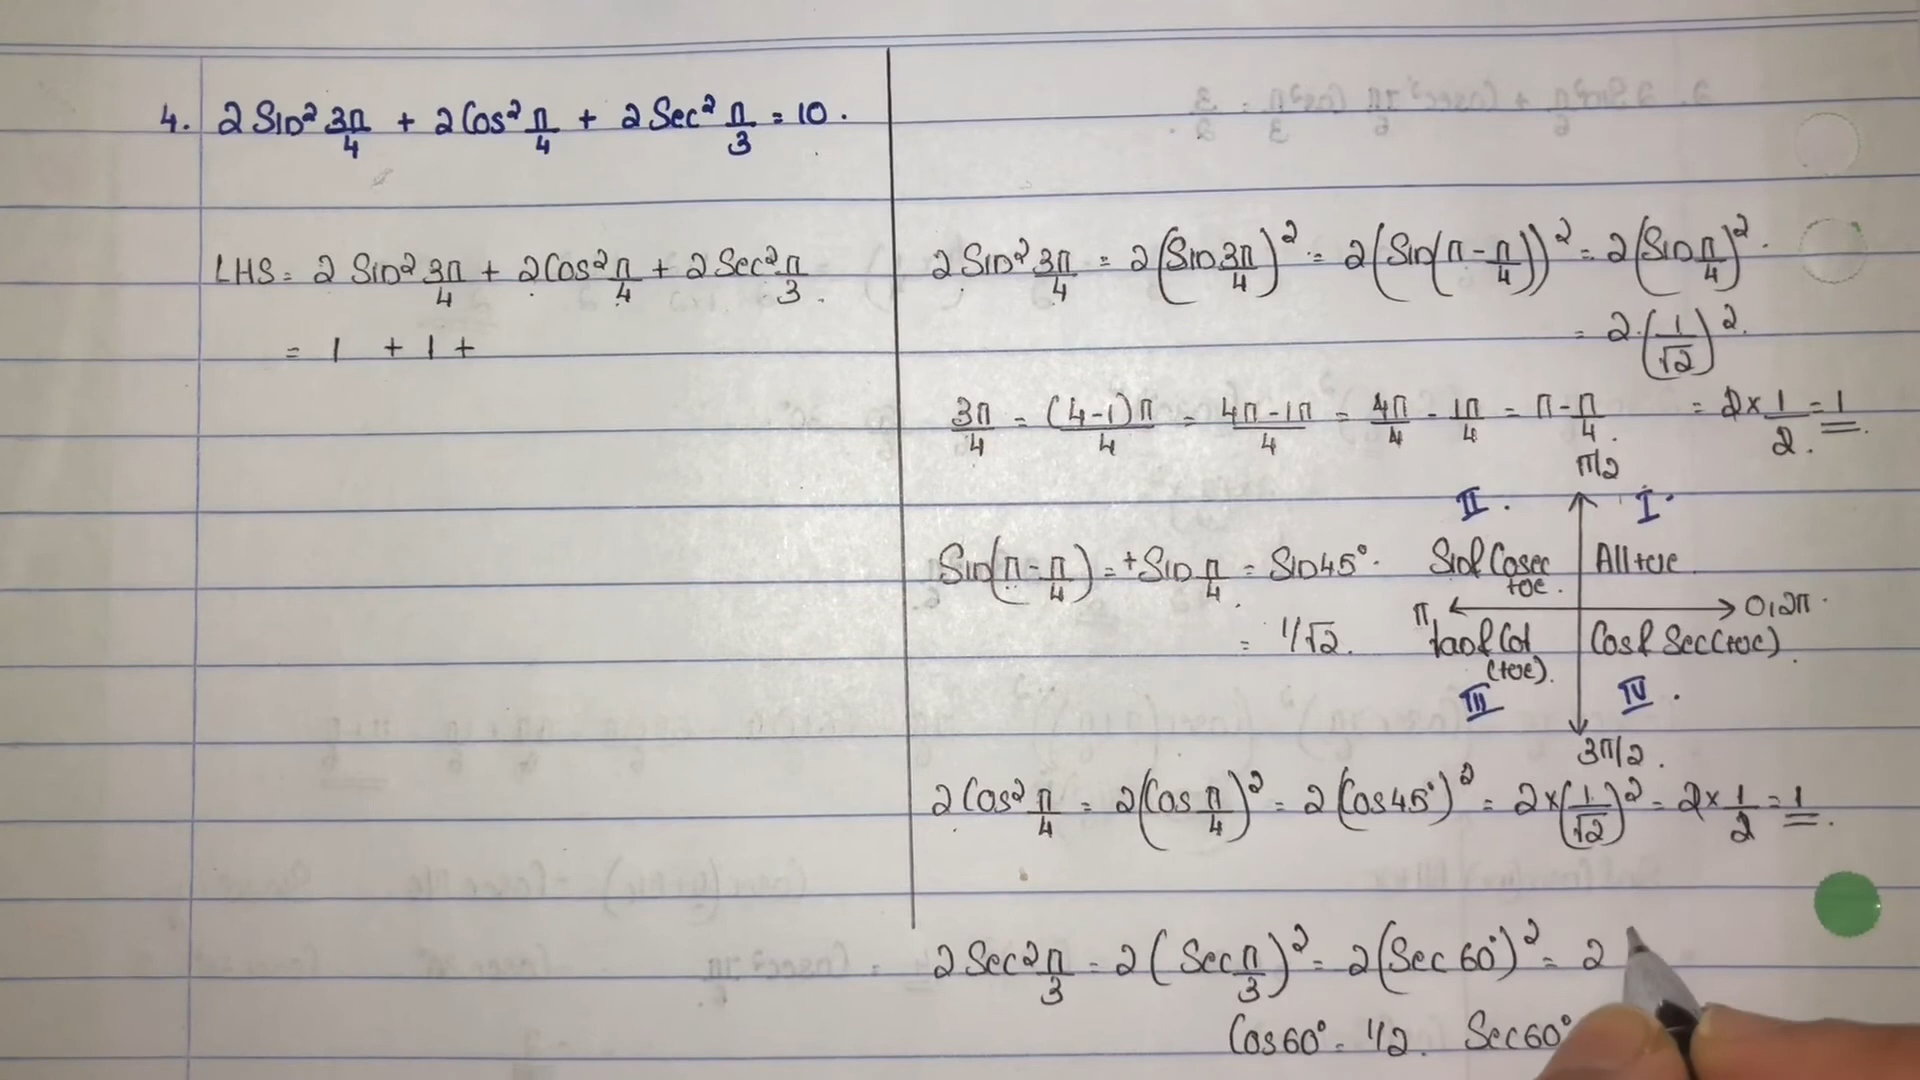 4. 2 Sin² 3π/4 + 2 Cos² π/4 + 2 Sec² π/3 = 10.
LHS = 2 Sin² 3π/4 + 2 Cos² π/4 + 2 Sec² π/3.
= 1 + 1 +
2 Sin² 3π/4 = 2 (Sin 3π/4)² = 2 (Sin(π - π/4))² = 2 (Sin π/4)².
= 2. (1/√2)².
3π/4 = (4-1)π/4 = 4π-1π/4 = 4π/4 - 1π/4 = π - π/4.
= 2 × 1/2. = 1.
π/2
II. I.
Sin(π - π/4) = +Sin π/4. = Sin 45°.
= 1/√2.
Sin & Cosec +ve.
All +ve
π 0,2π.
tan & Cot (+ve).
Cos & Sec (+ve).
III IV.
3π/2.
2 Cos² π/4 = 2 (Cos π/4)² = 2 (Cos 45°)² = 2 × (1/√2)² = 2 × 1/2 = 1.
2 Sec² π/3 = 2 (Sec π/3)² = 2 (Sec 60°)² = 2
Cos 60° = 1/2. Sec 60°